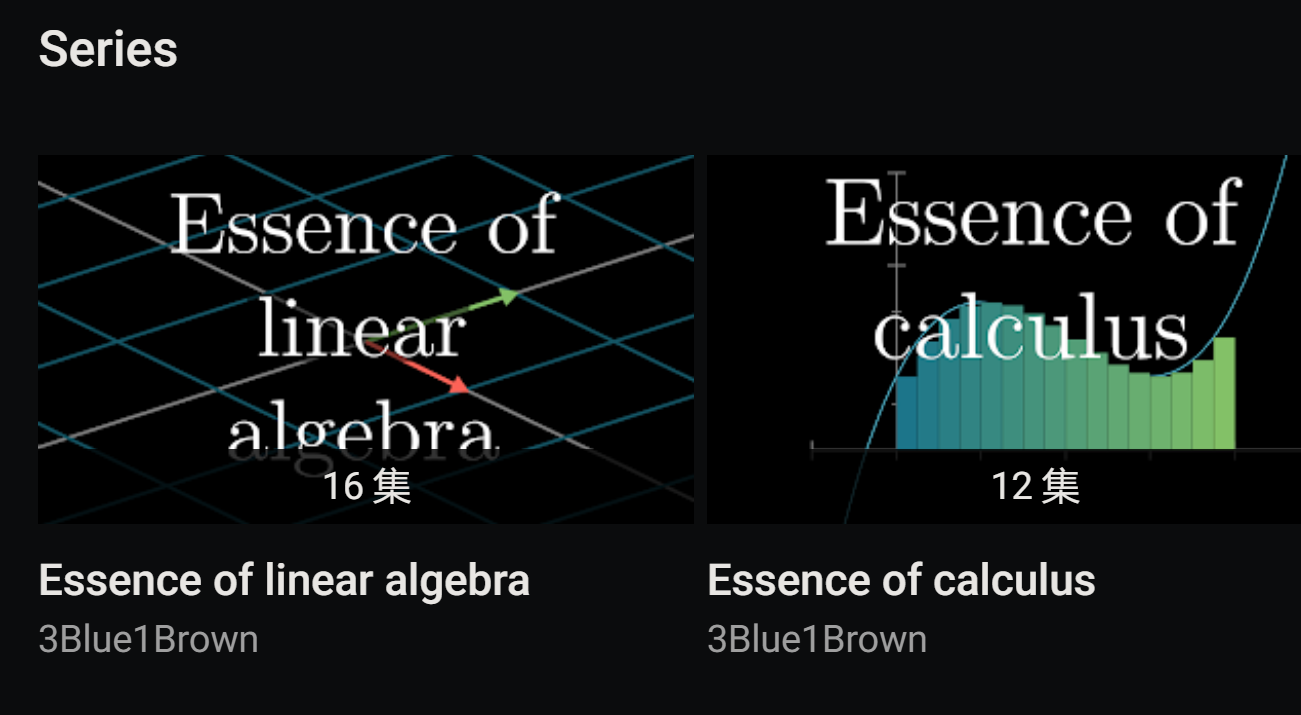 Series
Essence of
linear
algebra
16 集
Essence of
calculus
12 集
Essence of linear algebra
3Blue1Brown
Essence of calculus
3Blue1Brown